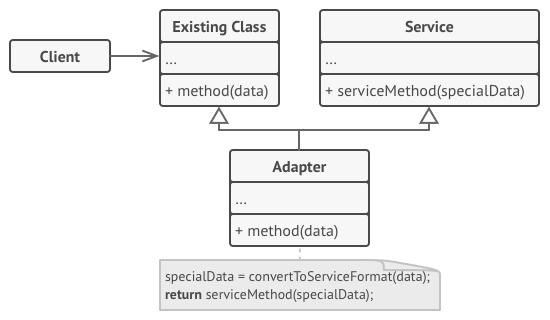 Client
Existing Class
...
+ method(data)
Service
...
+ serviceMethod(specialData)
Adapter
...
+ method(data)
specialData = convertToServiceFormat(data);
return serviceMethod(specialData);